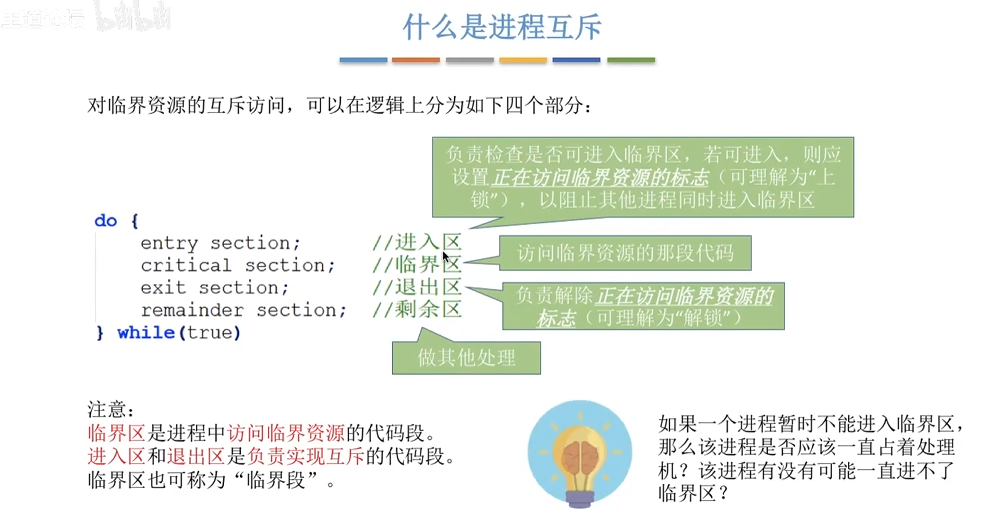 什么是进程互斥
对临界资源的互斥访问，可以在逻辑上分为如下四个部分：
负责检查是否可进入临界区，若可进入，则应
设置正在访问临界资源的标志（可理解为“上
锁”），以阻止其他进程同时进入临界区
do {
entry section; //进入区
critical section; //临界区
exit section; //退出区
remainder section; //剩余区
} while(true)
访问临界资源的那段代码
负责解除正在访问临界资源的
标志（可理解为“解锁”）
做其他处理
注意：
临界区是进程中访问临界资源的代码段。
进入区和退出区是负责实现互斥的代码段。
临界区也可称为“临界段”。
如果一个进程暂时不能进入临界区，
那么该进程是否应该一直占着处理
机？该进程有没有可能一直进不了
临界区？